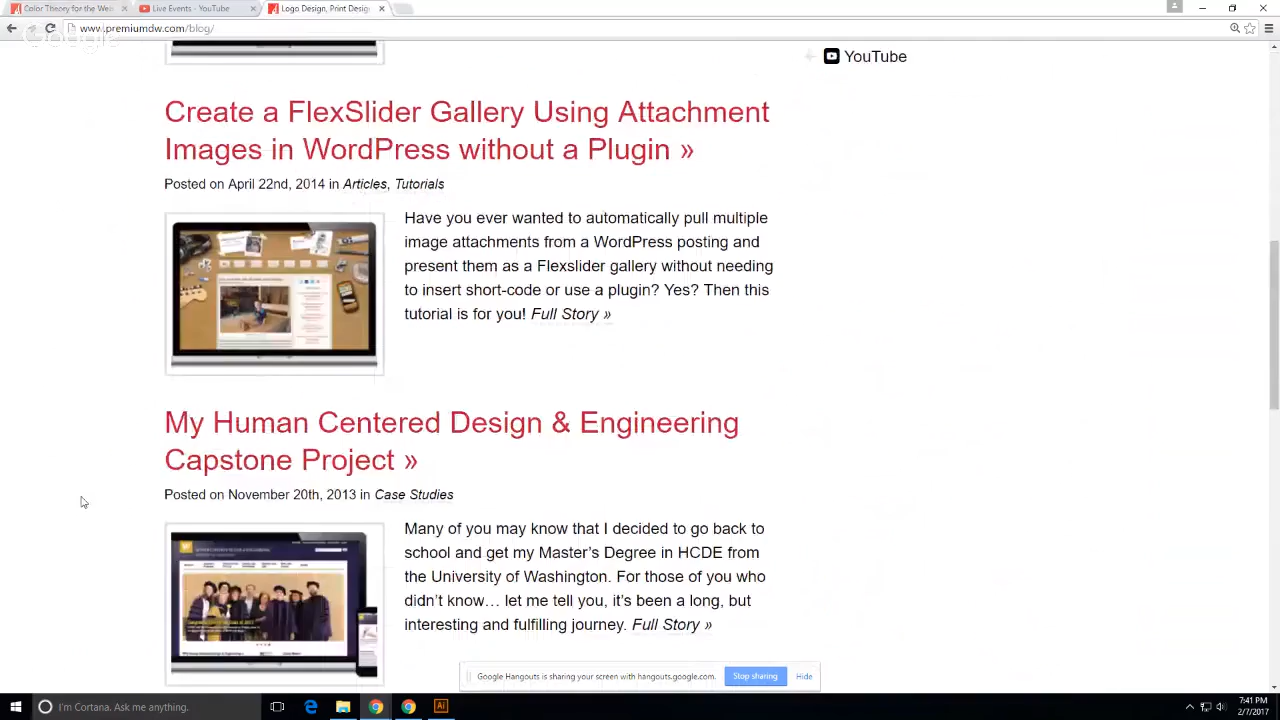 Color Theory for the We
Live Events - YouTube
Logo Design, Print Desig
www.premiumdw.com/blog/
Google
YouTube
Create a FlexSlider Gallery Using Attachment
Images in WordPress without a Plugin »
Posted on April 22nd, 2014 in Articles, Tutorials
Have you ever wanted to automatically pull multiple
image attachments from a WordPress posting and
present them as a Flexslider gallery without needing
to insert short-code or use a plugin? Yes? Then this
tutorial is for you! Full Story »
My Human Centered Design & Engineering
Capstone Project »
Posted on November 20th, 2013 in Case Studies
Many of you may know that I decided to go back to
school and get my Master's Degree in HCDE from
the University of Washington. For those of you who
didn't know… let me tell you, it's been a long, but
interesting and fulfilling journey. Full Story »
Google Hangouts is sharing your screen with hangouts.google.com.
Stop sharing
Hide
I'm Cortana. Ask me anything.
Ai
7:41 PM
2/7/2017